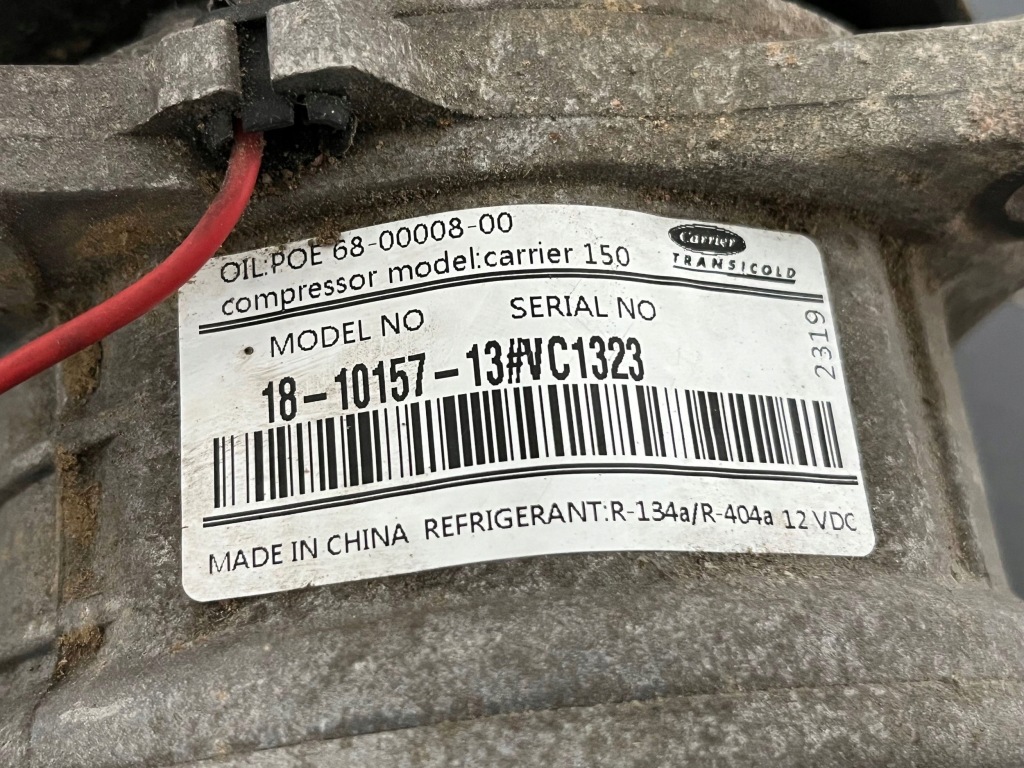 OIL:POE 68-00008-00
compressor model:carrier 150
Carrier
TRANSICOLD
MODEL NO SERIAL NO
18-10157-13#VC1323
2319
MADE IN CHINA REFRIGERANT:R-134a/R-404a 12 VDC